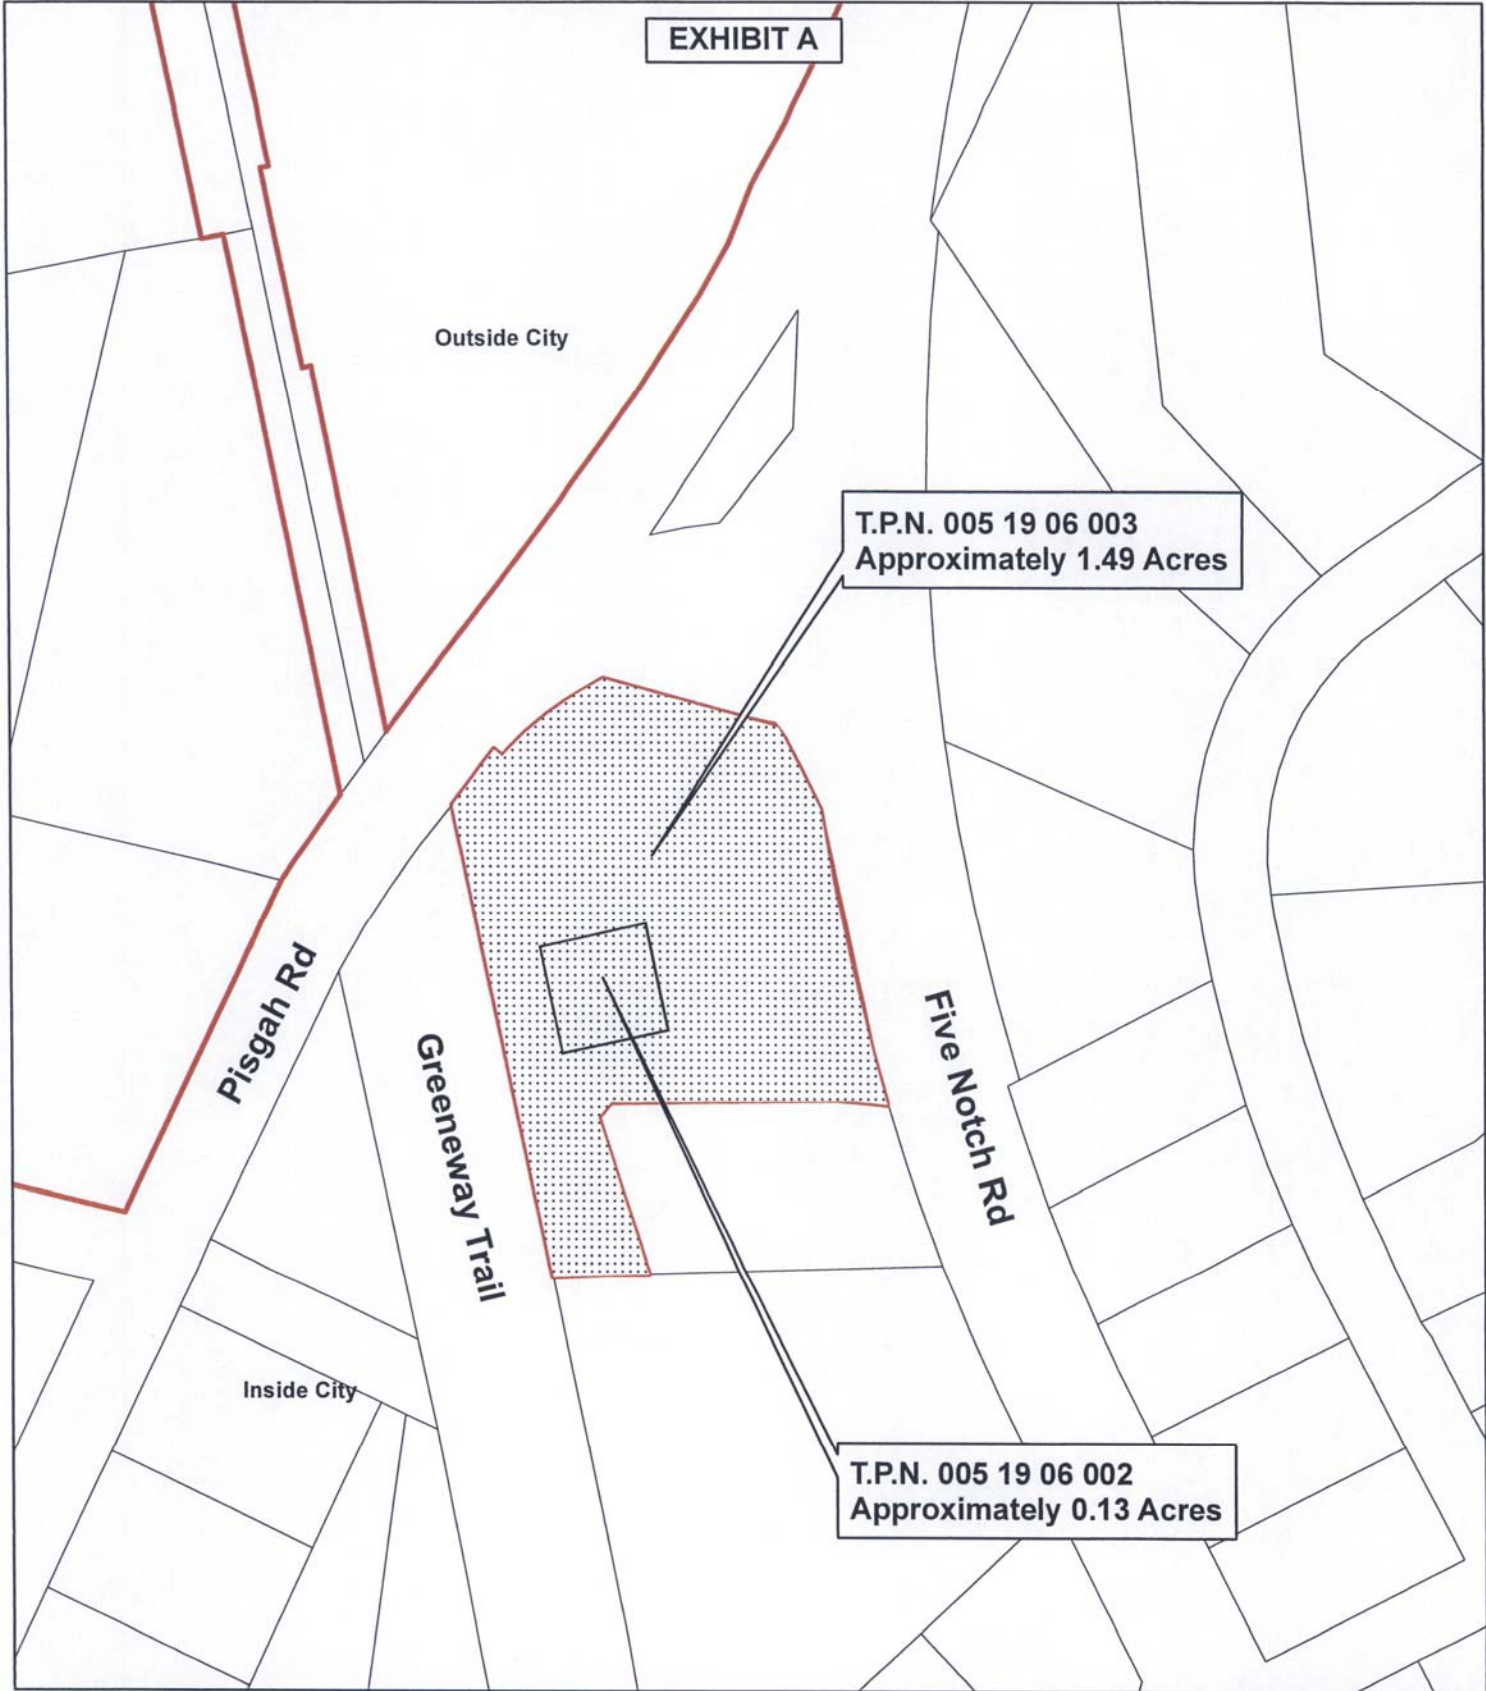 EXHIBIT A
Outside City
T.P.N. 005 19 06 003
Approximately 1.49 Acres
Pisgah Rd
Greeneway Trail
Five Notch Rd
Inside City
T.P.N. 005 19 06 002
Approximately 0.13 Acres